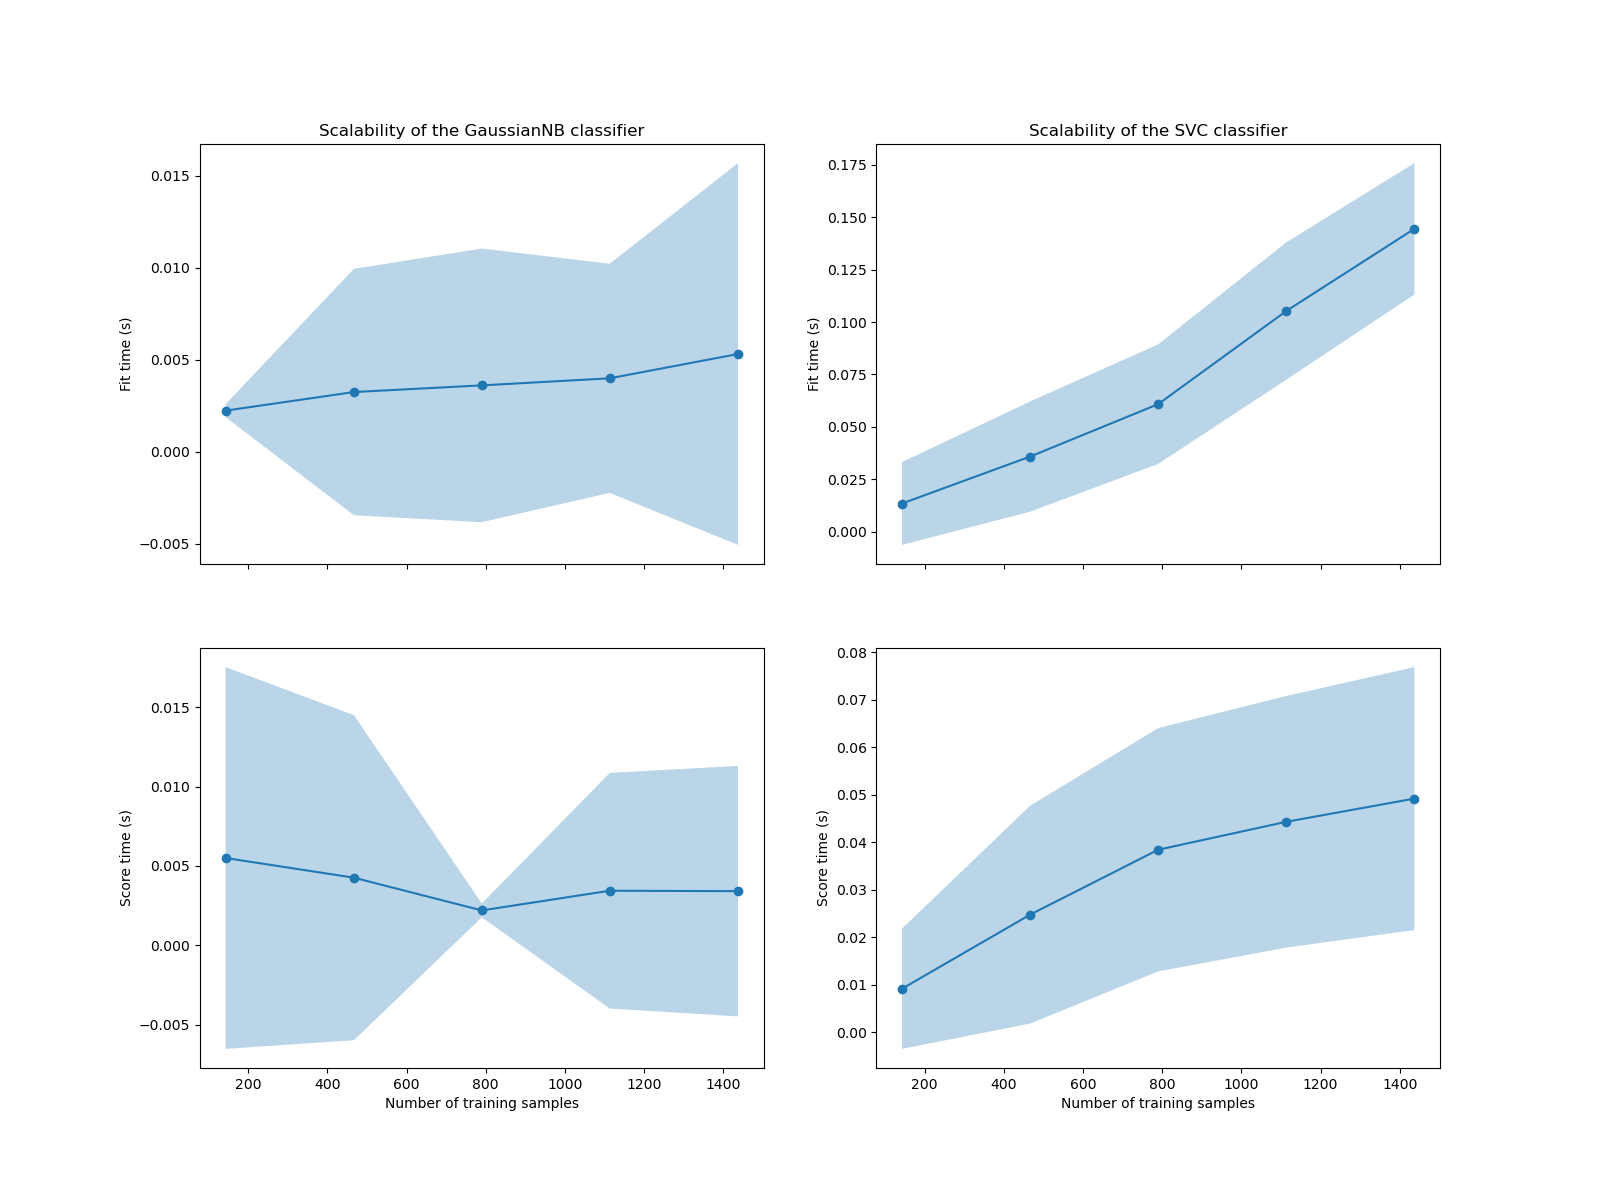 Scalability of the GaussianNB classifier
Fit time (s)
0.015
0.010
0.005
0.000
−0.005
Scalability of the SVC classifier
Fit time (s)
0.175
0.150
0.125
0.100
0.075
0.050
0.025
0.000
Score time (s)
0.015
0.010
0.005
0.000
−0.005
200 400 600 800 1000 1200 1400
Number of training samples
Score time (s)
0.08
0.07
0.06
0.05
0.04
0.03
0.02
0.01
0.00
200 400 600 800 1000 1200 1400
Number of training samples